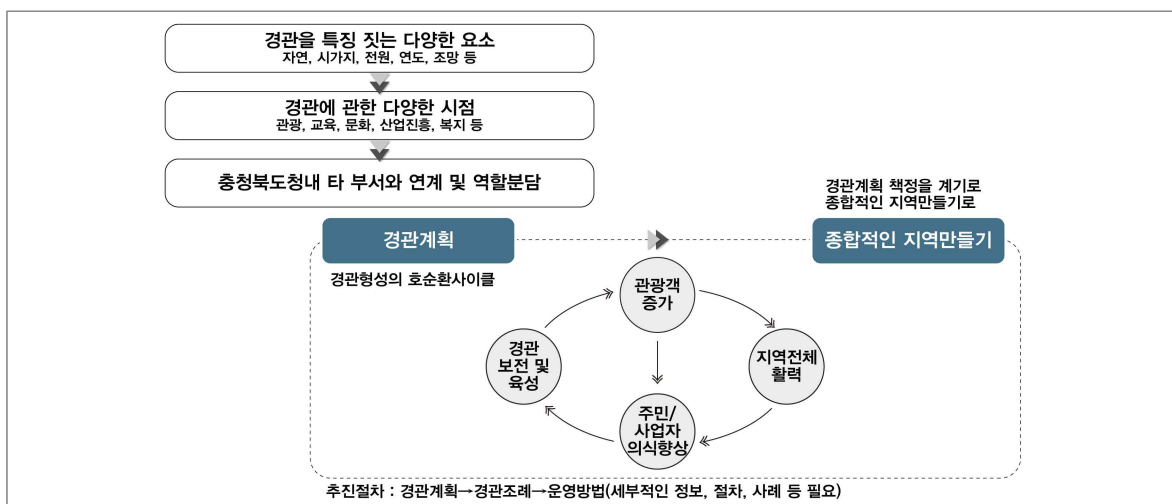 경관을 특징 짓는 다양한 요소
자연, 시가지, 전원, 연도, 조망 등
경관에 관한 다양한 시점
관광, 교육, 문화, 산업진흥, 복지 등
충청북도청내 타 부서와 연계 및 역할분담
경관계획 책정을 계기로
종합적인 지역만들기로
경관계획
종합적인 지역만들기
경관형성의 호순환사이클
관광객
증가
경관
보전 및
육성
지역전체
활력
주민/
사업자
의식향상
추진절차 : 경관계획→경관조례→운영방법(세부적인 정보, 절차, 사례 등 필요)